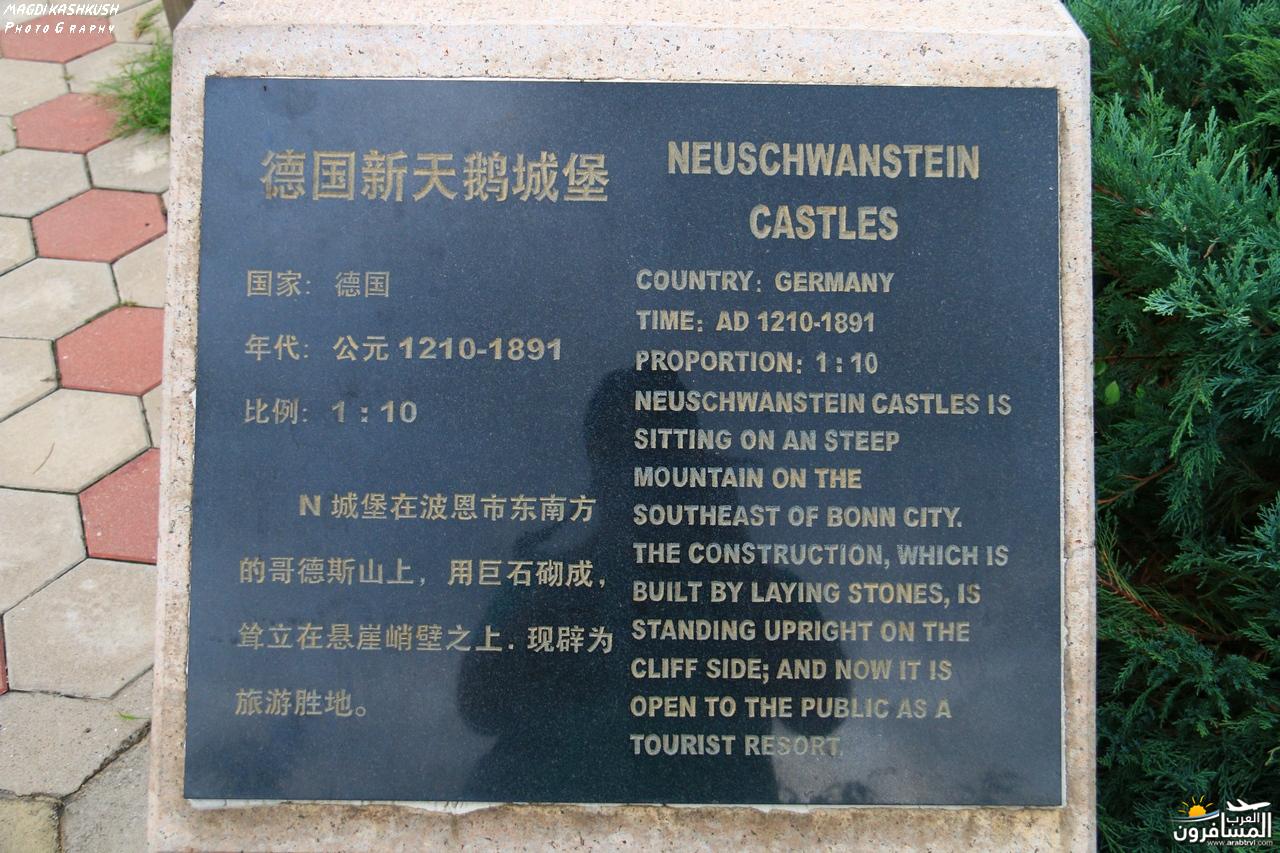 MAGDI KASHKUSH
PHOTOGRAPHY
德国新天鹅城堡
国家：德国
年代：公元 1210-1891
比例：1：10
N 城堡在波恩市东南方
的哥德斯山上，用巨石砌成，
耸立在悬崖峭壁之上．现辟为
旅游胜地。
NEUSCHWANSTEIN
CASTLES
COUNTRY: GERMANY
TIME: AD 1210-1891
PROPORTION: 1:10
NEUSCHWANSTEIN CASTLES IS
SITTING ON AN STEEP
MOUNTAIN ON THE
SOUTHEAST OF BONN CITY.
THE CONSTRUCTION, WHICH IS
BUILT BY LAYING STONES, IS
STANDING UPRIGHT ON THE
CLIFF SIDE; AND NOW IT IS
OPEN TO THE PUBLIC AS A
TOURIST RESORT.
العرب
المسافرون
www.arabtrvl.com